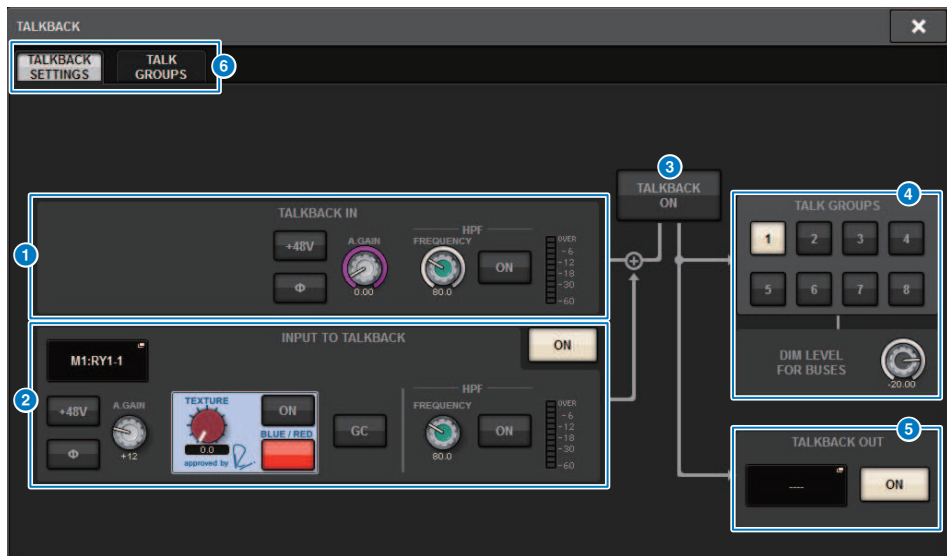 TALKBACK
TALKBACK SETTINGS
TALK GROUPS
6
3
TALKBACK ON
4
TALK GROUPS
1 2 3 4
5 6 7 8
DIM LEVEL FOR BUSES
-20.00
1
TALKBACK IN
+48V
Φ
A.GAIN
0.00
HPF
FREQUENCY
80.0
ON
OVER
-6
-12
-18
-30
-60
2
INPUT TO TALKBACK
ON
M1:RY1-1
+48V
Φ
A.GAIN
+12
TEXTURE
0.0
approved by
ON
BLUE / RED
GC
HPF
FREQUENCY
80.0
ON
OVER
-6
-12
-18
-30
-60
5
TALKBACK OUT
----
ON